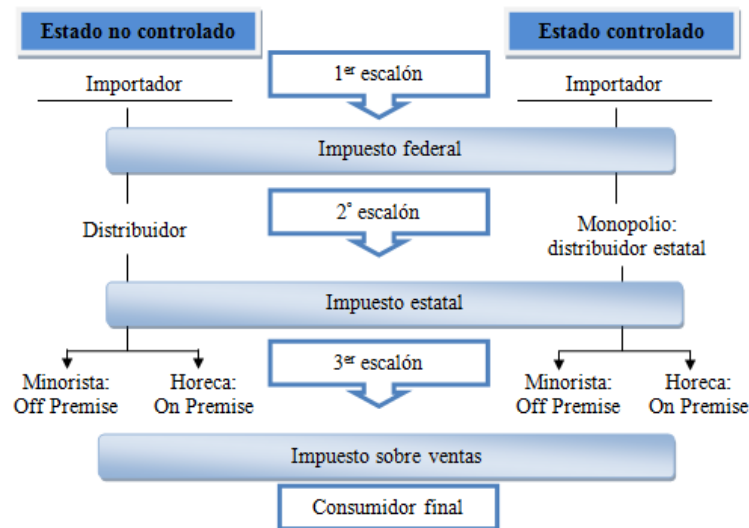 Estado no controlado
Estado controlado
1er escalón
Importador
Importador
Impuesto federal
2° escalón
Distribuidor
Monopolio:
distribuidor estatal
Impuesto estatal
3er escalón
Minorista:
Off Premise
Horeca:
On Premise
Minorista:
Off Premise
Horeca:
On Premise
Impuesto sobre ventas
Consumidor final